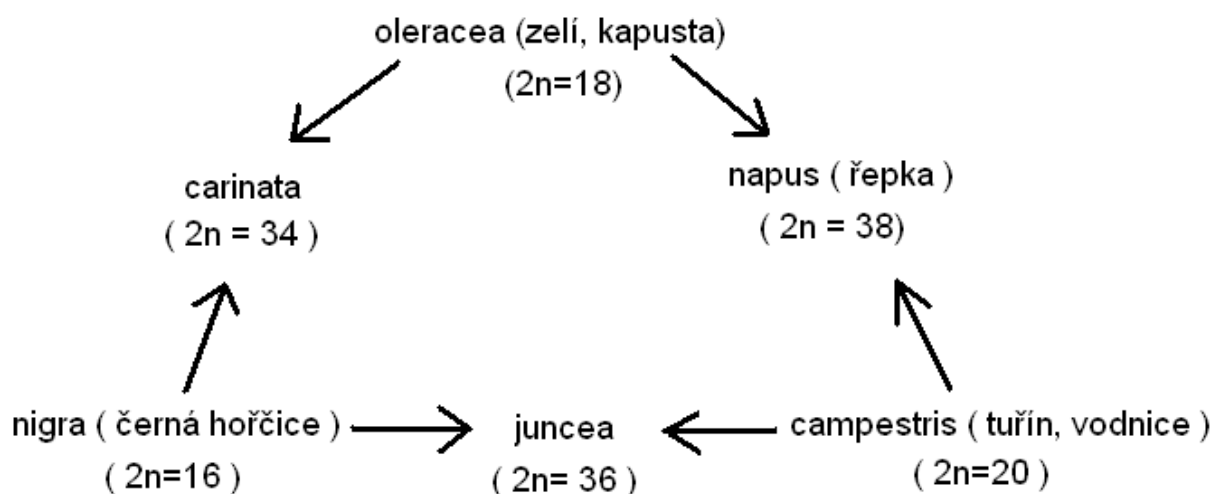 oleracea (zelí, kapusta)
(2n=18)
carinata
( 2n = 34 )
napus ( řepka )
( 2n = 38)
nigra ( černá hořčice )
( 2n=16 )
juncea
( 2n= 36 )
campestris ( tuřín, vodnice )
( 2n=20 )